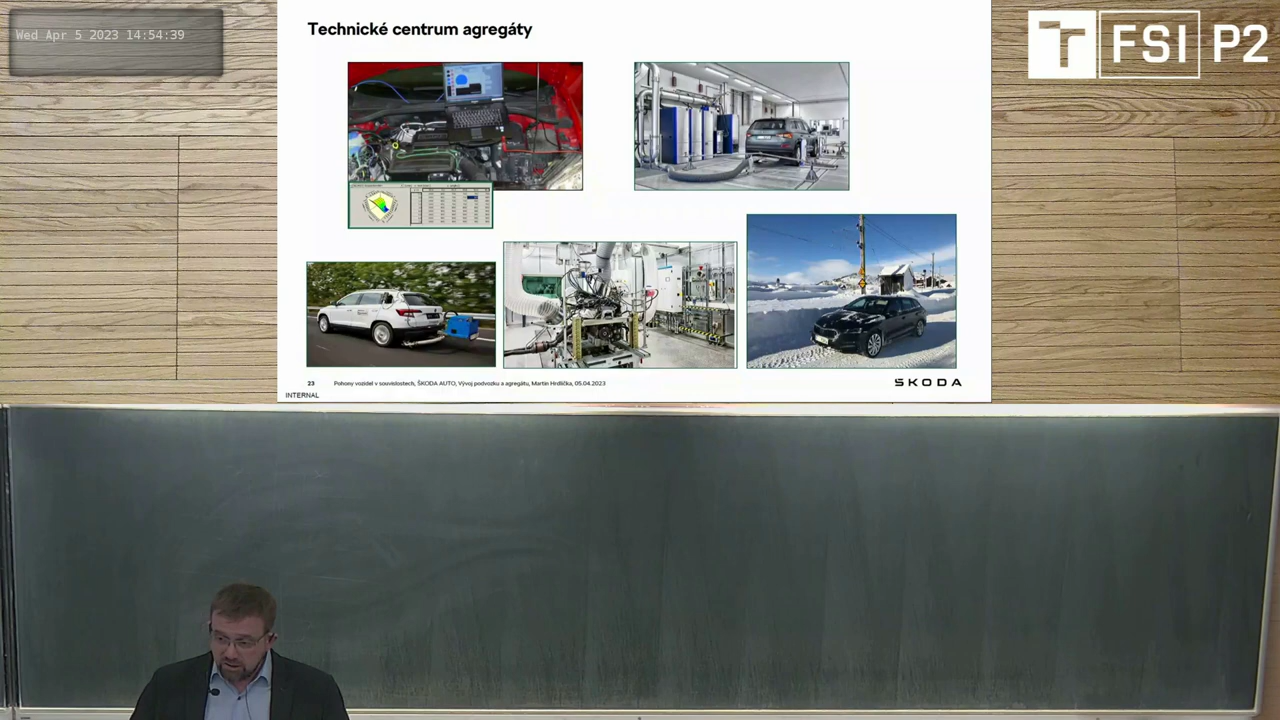 Wed Apr 5 2023 14:54:39
Technické centrum agregáty
FSI P2
23 Pohony vozidel v souvislostech, ŠKODA AUTO, Vývoj podvozku a agregátu, Martin Hrdlička, 05.04.2023
ŠKODA
INTERNAL